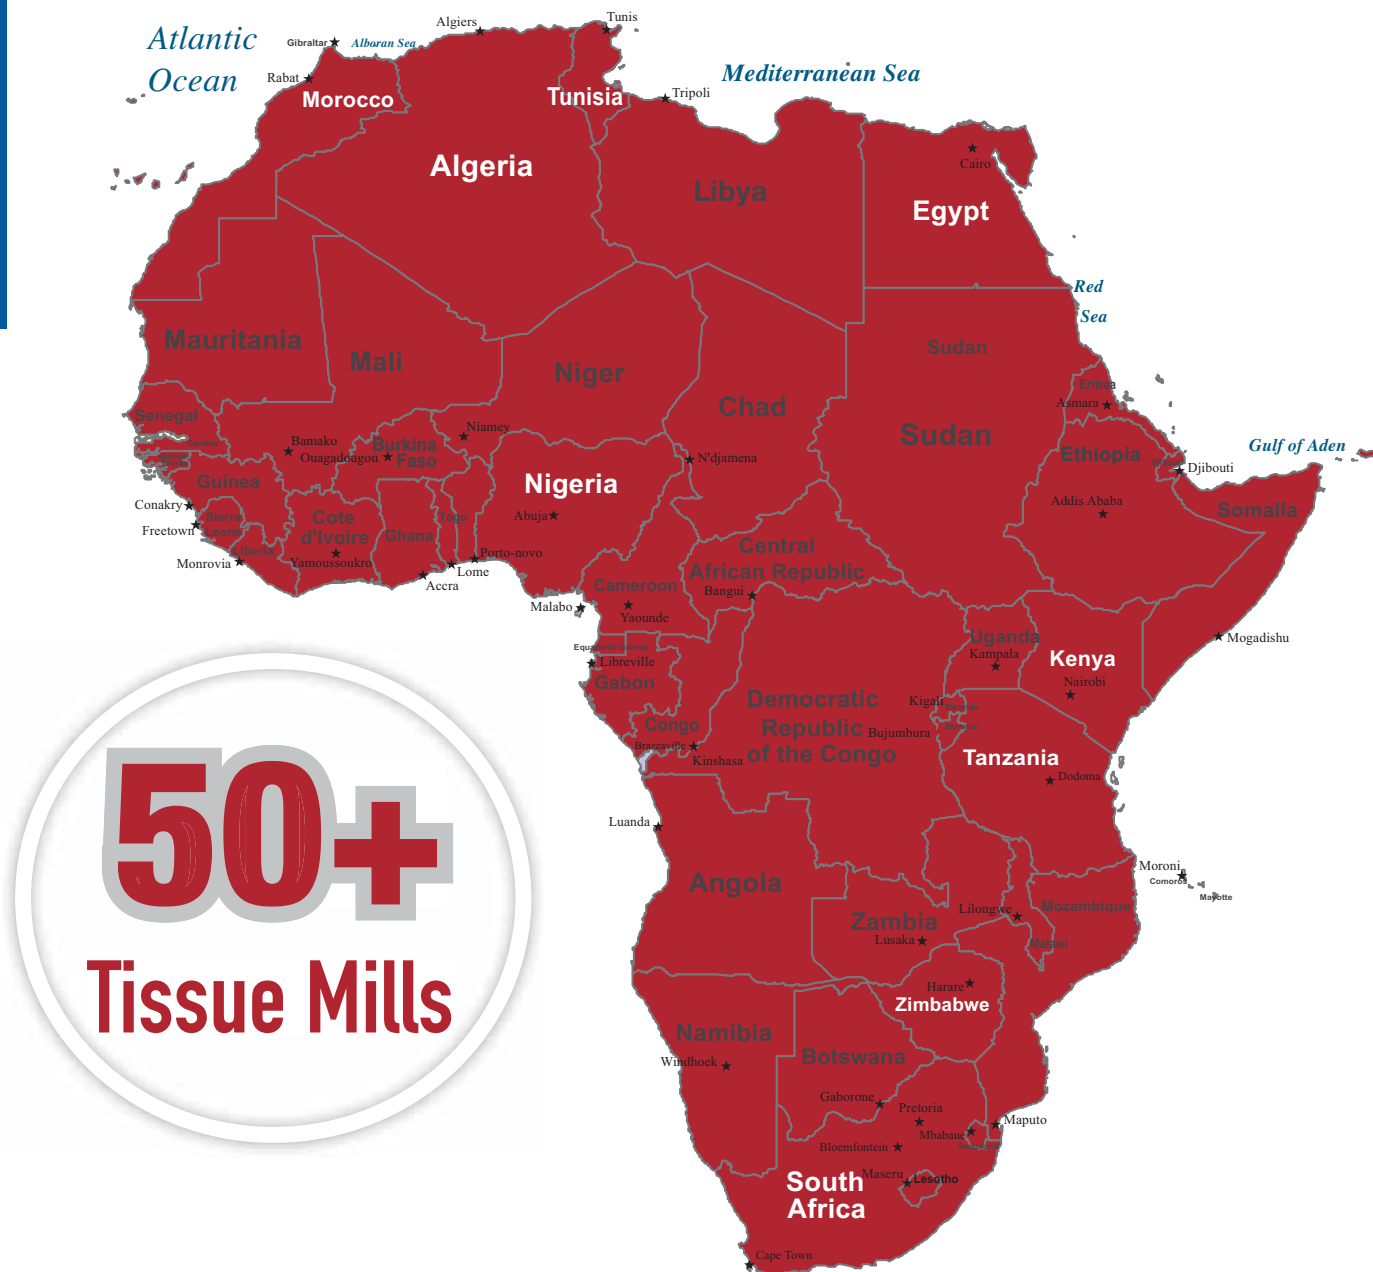 Tunis
Algiers
Atlantic
Ocean
Gibraltar
Alboran Sea
Mediterranean Sea
Rabat
Morocco
Tunisia
Tripoli
Algeria
Libya
Cairo
Egypt
Red
Sea
Mauritania
Mali
Niger
Chad
Sudan
Sudan
Eritrea
Asmara
Senegal
Niamey
Bamako
Ouagadougou
Burkina
Faso
N'djamena
Ethiopia
Djibouti
Gulf of Aden
Guinea
Nigeria
Addis Ababa
Somalia
Conakry
Freetown
Sierra
Leone
Cote
d'Ivoire
Ghana
Togo
Abuja
Liberia
Monrovia
Yamoussoukro
Porto-novo
Lome
Accra
Central
African Republic
Bangui
Cameroon
Malabo
Yaounde
Uganda
Kampala
Kenya
Nairobi
Mogadishu
Libreville
Gabon
Congo
Brazzaville
Kinshasa
Democratic
Republic
of the Congo
Kigali
Bujumbura
Tanzania
Dodoma
50+
Tissue Mills
Luanda
Angola
Zambia
Lusaka
Lilongwe
Malawi
Mozambique
Moroni
Comoros
Mayotte
Harare
Zimbabwe
Namibia
Windhoek
Botswana
Gaborone
Pretoria
Mbabane
Maputo
Bloemfontein
Maseru
Lesotho
South
Africa
Cape Town